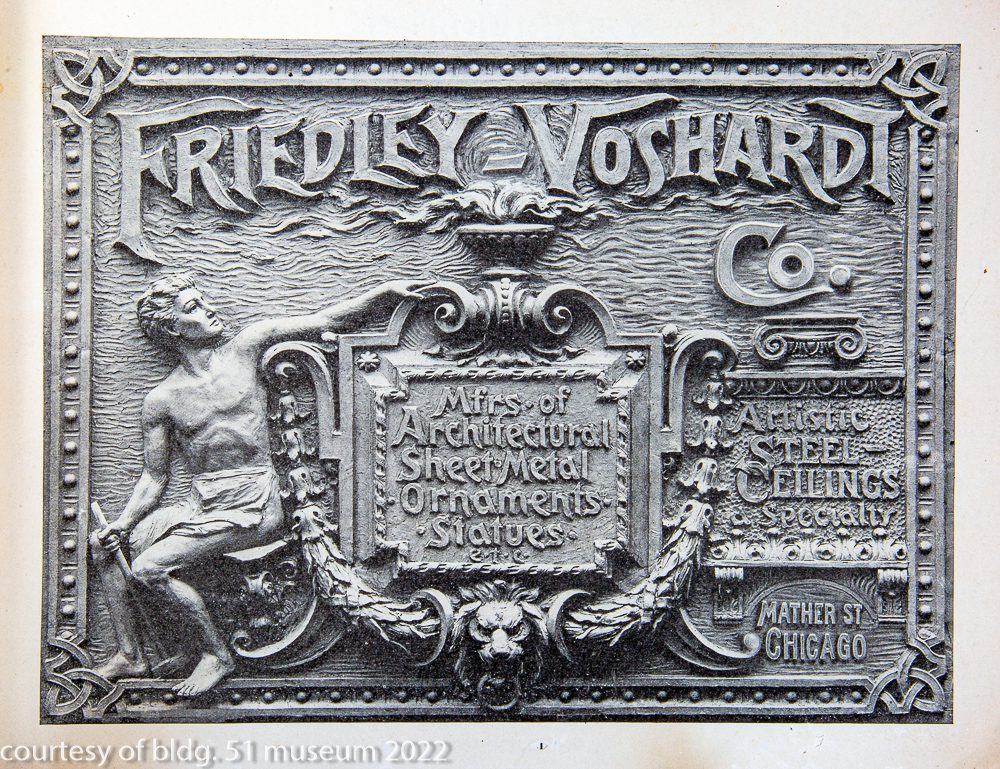 FRIEDLEY = VOSHARDT
Co.
Mfrs · of
Architectural
Sheet · Metal
Ornaments ·
· Statues ·
e · t · c ·
Artistic
STEEL -
CEILINGS
a Specialty
MATHER ST
CHICAGO
1
courtesy of bldg. 51 museum 2022